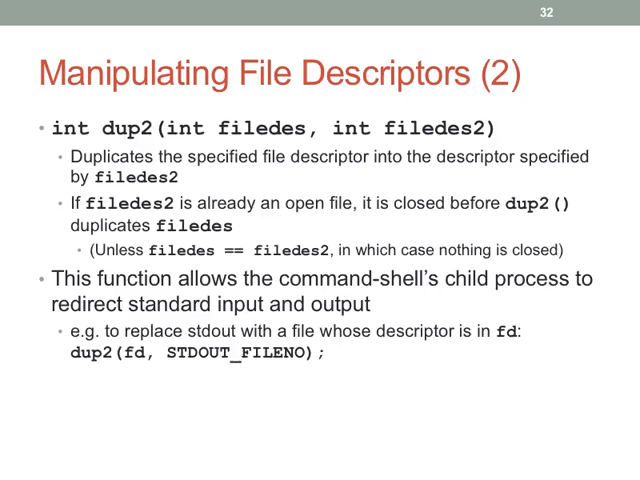 32
Manipulating File Descriptors (2)
• int dup2(int filedes, int filedes2)
• Duplicates the specified file descriptor into the descriptor specified
by filedes2
• If filedes2 is already an open file, it is closed before dup2()
duplicates filedes
• (Unless filedes == filedes2, in which case nothing is closed)
• This function allows the command-shell's child process to
redirect standard input and output
• e.g. to replace stdout with a file whose descriptor is in fd:
dup2(fd, STDOUT_FILENO);